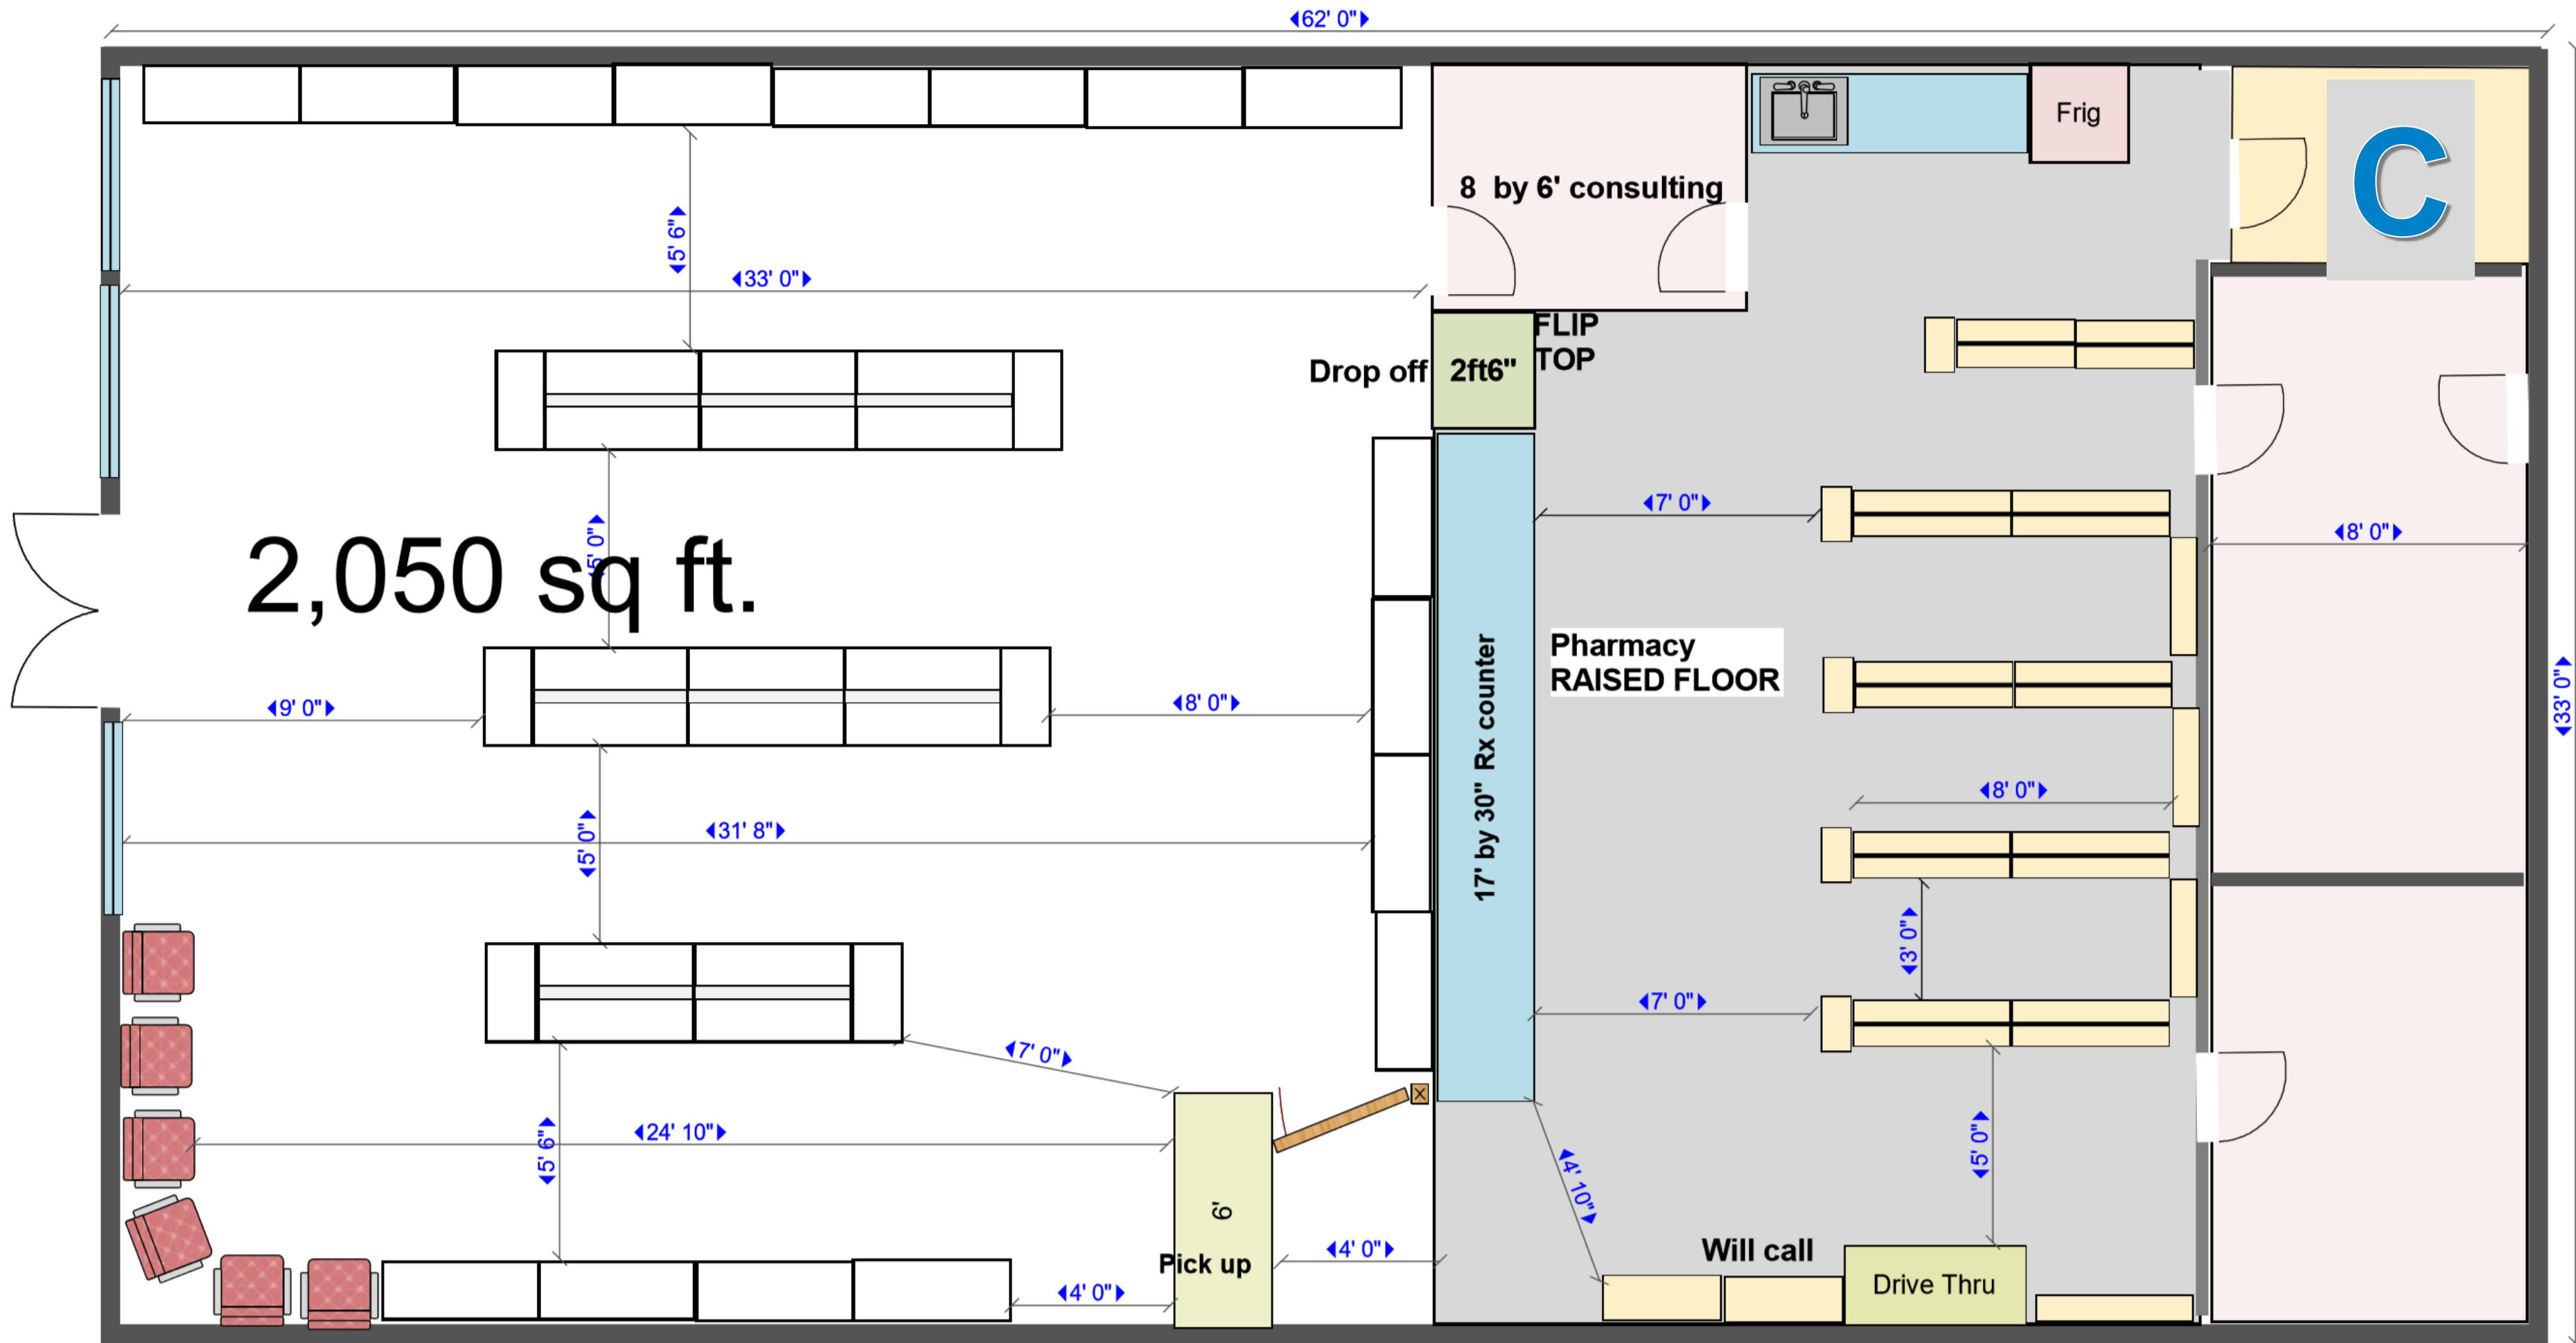 62' 0"
C
Frig
8  by 6' consulting
5' 6"
33' 0"
FLIP
TOP
Drop off
2ft6"
7' 0"
5' 0"
2,050 sq ft.
8' 0"
17' by 30" Rx counter
Pharmacy
RAISED FLOOR
33' 0"
9' 0"
8' 0"
8' 0"
31' 8"
5' 0"
3' 0"
7' 0"
7' 0"
24' 10"
5' 6"
5' 0"
4' 10"
6'
Pick up
4' 0"
Will call
Drive Thru
4' 0"